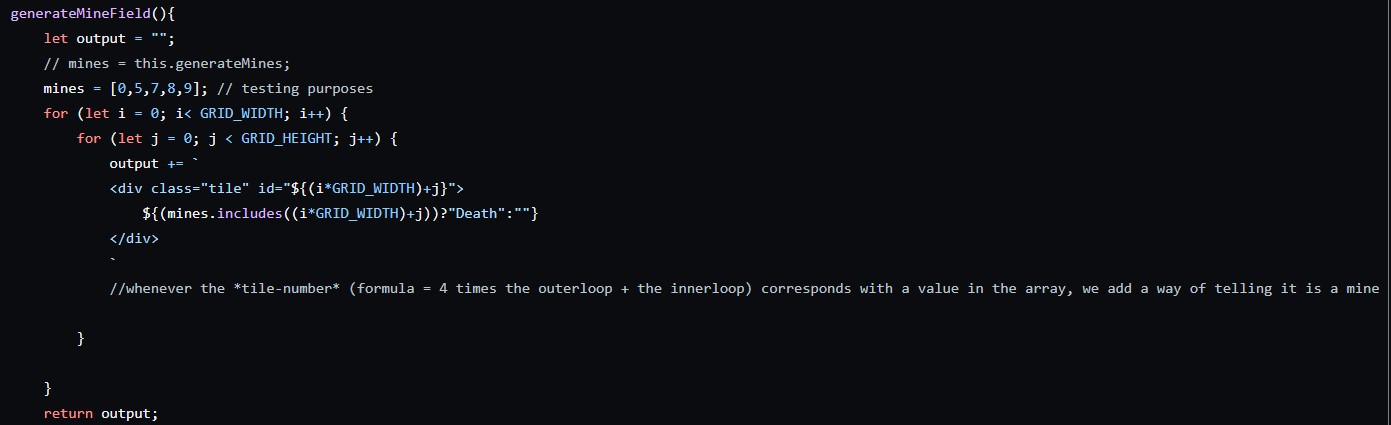 generateMineField(){
let output = "";
// mines = this.generateMines;
mines = [0,5,7,8,9]; // testing purposes
for (let i = 0; i< GRID_WIDTH; i++) {
for (let j = 0; j < GRID_HEIGHT; j++) {
output += `
<div class="tile" id="${(i*GRID_WIDTH)+j}">
${(mines.includes((i*GRID_WIDTH)+j))?"Death":""}
</div>
`
//whenever the *tile-number* (formula = 4 times the outerloop + the innerloop) corresponds with a value in the array, we add a way of telling it is a mine
}
}
return output;